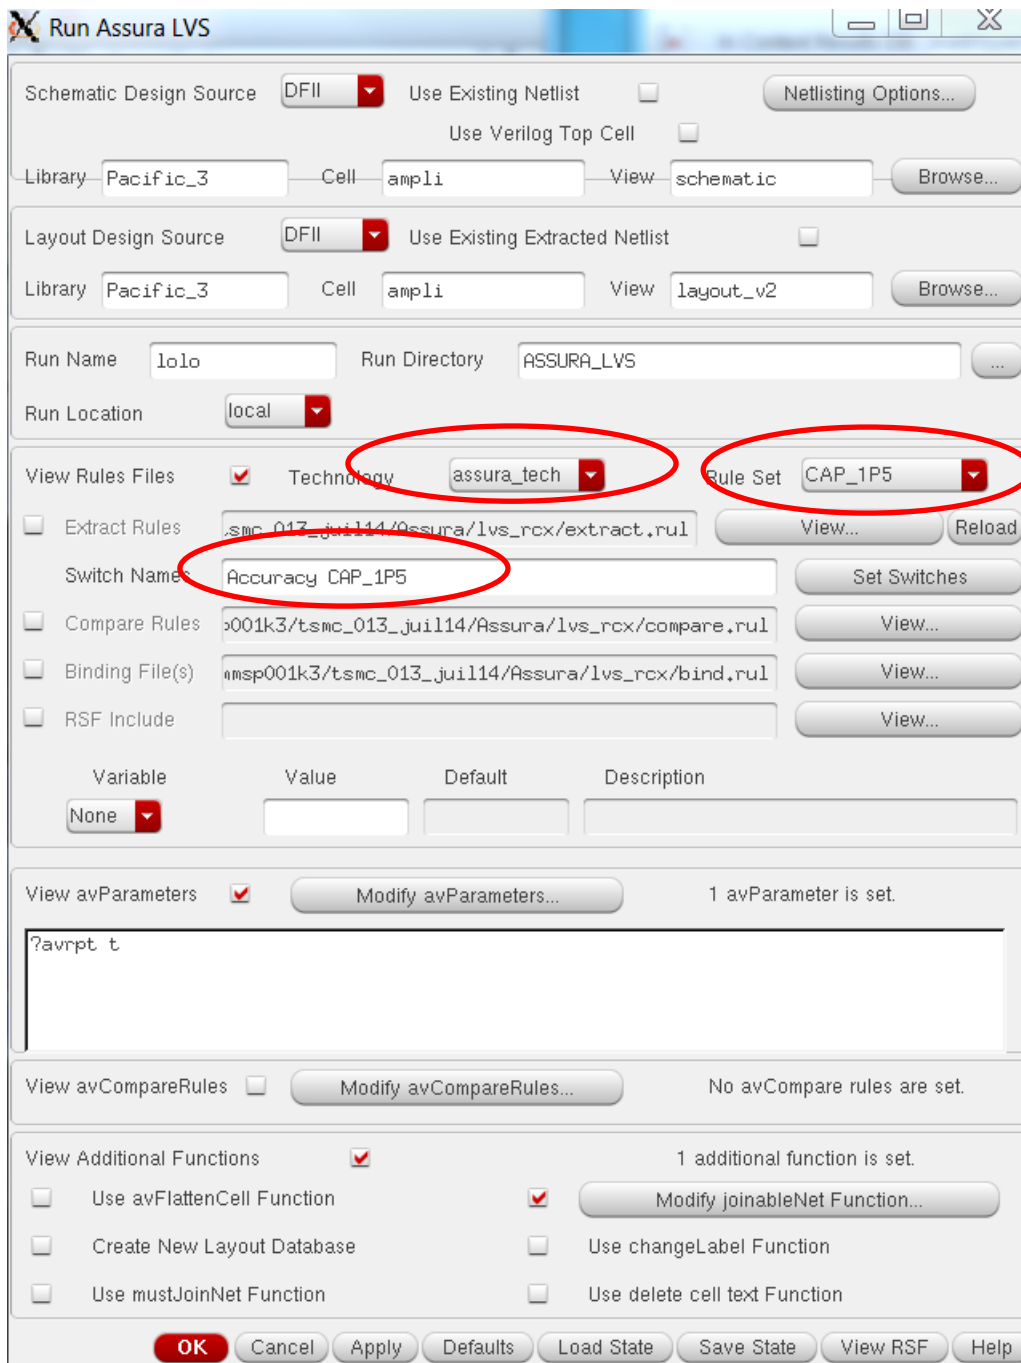 Run Assura LVS
Schematic Design Source DFII Use Existing Netlist Netlisting Options...
Use Verilog Top Cell
Library Pacific_3 Cell ampli View schematic Browse...
Layout Design Source DFII Use Existing Extracted Netlist
Library Pacific_3 Cell ampli View layout_v2 Browse...
Run Name lolo Run Directory ASSURA_LVS ...
Run Location local
View Rules Files Technology assura_tech Rule Set CAP_1P5
Extract Rules smc_013_juil14/Assura/lvs_rcx/extract.rul View... Reload
Switch Names Accuracy CAP_1P5 Set Switches
Compare Rules 001k3/tsmc_013_juil14/Assura/lvs_rcx/compare.rul View...
Binding File(s) msp001k3/tsmc_013_juil14/Assura/lvs_rcx/bind.rul View...
RSF Include View...
Variable Value Default Description
None
View avParameters Modify avParameters... 1 avParameter is set.
?avrpt t
View avCompareRules Modify avCompareRules... No avCompare rules are set.
View Additional Functions 1 additional function is set.
Use avFlattenCell Function Modify joinableNet Function...
Create New Layout Database Use changeLabel Function
Use mustJoinNet Function Use delete cell text Function
OK Cancel Apply Defaults Load State Save State View RSF Help